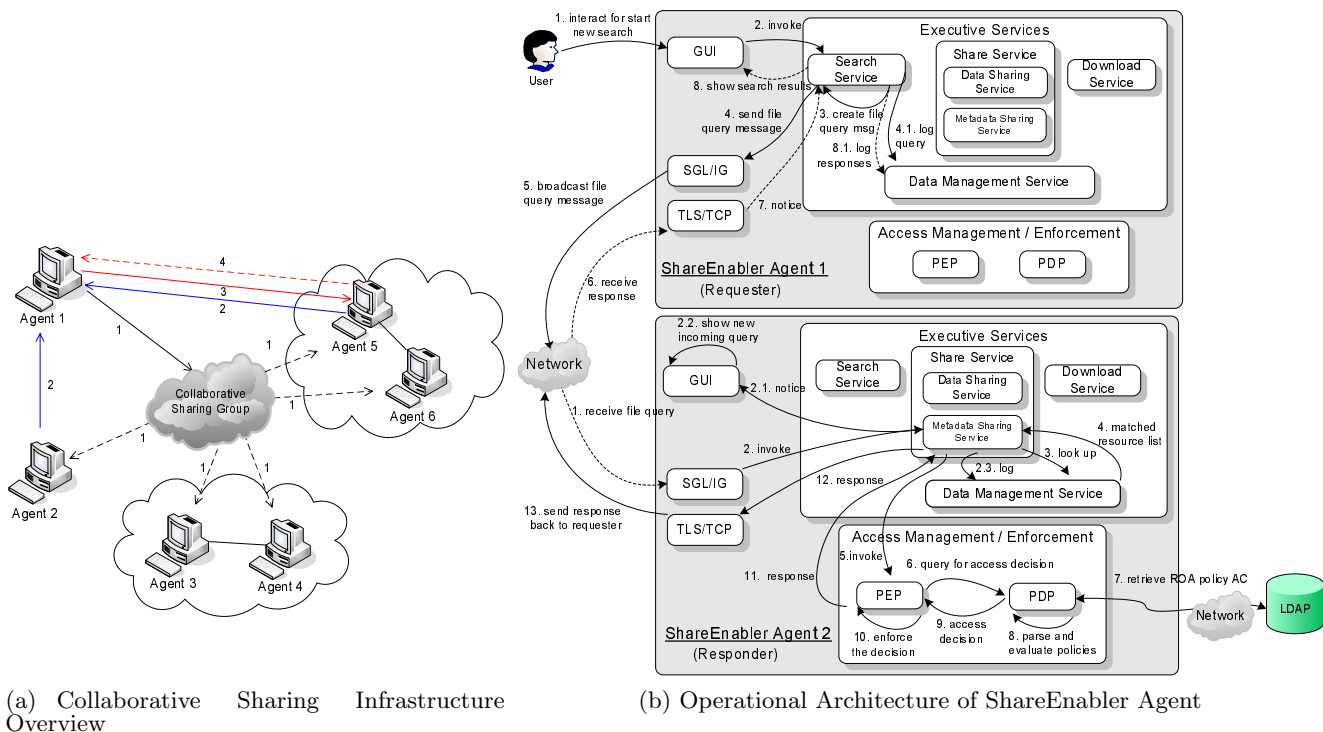 Agent 1
4
3
2
Agent 5
1
2
Collaborative
Sharing Group
1
1
Agent 6
1
Agent 2
1
1
Agent 3
Agent 4
(a) Collaborative Sharing Infrastructure
Overview
1. interact for start
new search
User
2. invoke
GUI
Executive Services
Search
Service
Share Service
Data Sharing
Service
Metadata Sharing
Service
Download
Service
8. show search results
4. send file
query message
3. create file
query msg
4.1. log
query
8.1. log
responses
SGL/IG
Data Management Service
5. broadcast file
query message
TLS/TCP
7. notice
Access Management / Enforcement
PEP
PDP
ShareEnabler Agent 1
(Requester)
6. receive
response
Network
2.2. show new
incoming query
Executive Services
Search
Service
Share Service
Data Sharing
Service
Metadata Sharing
Service
Download
Service
GUI
2.1. notice
1. receive file query
4. matched
resource list
2. invoke
3. look up
2.3. log
SGL/IG
12. response
Data Management Service
13. send response
back to requester
TLS/TCP
Access Management / Enforcement
5.invoke
6. query for access decision
11. response
7. retrieve ROA policy AC
PEP
PDP
Network
LDAP
9. access
decision
10. enforce
the decision
8. parse and
evaluate policies
ShareEnabler Agent 2
(Responder)
(b) Operational Architecture of ShareEnabler Agent